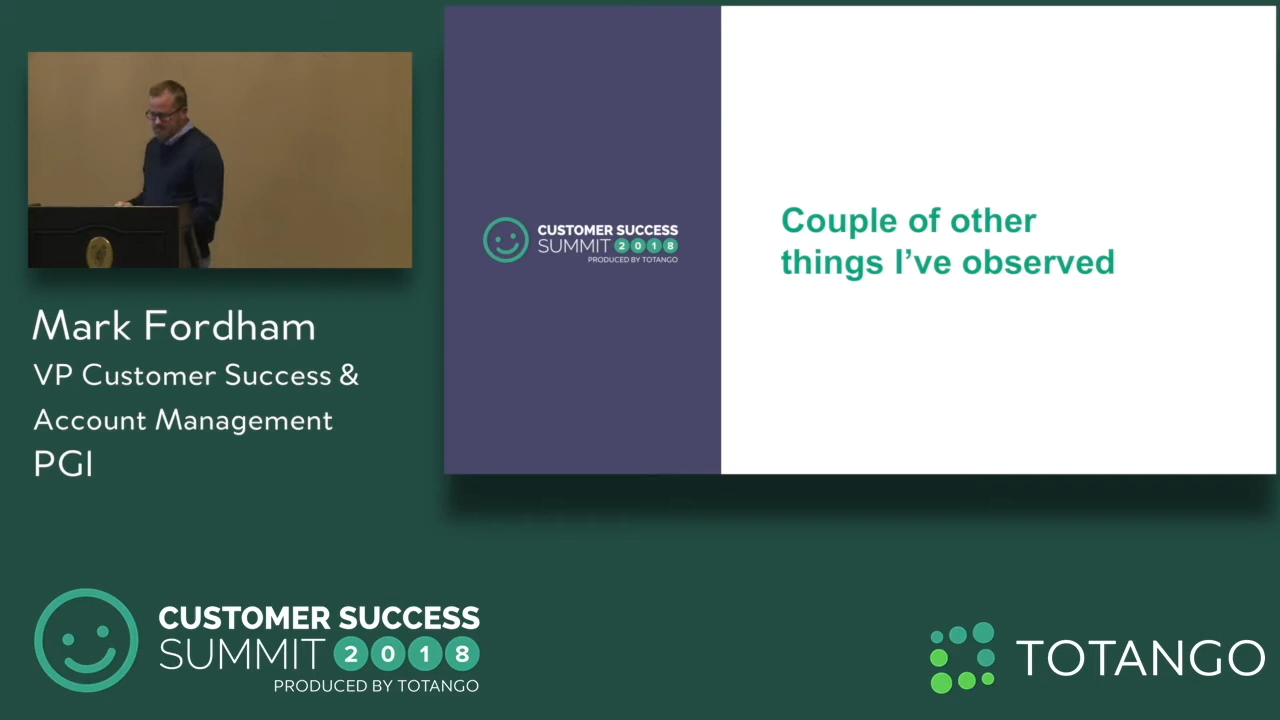 Mark Fordham
VP Customer Success &
Account Management
PGI
CUSTOMER SUCCESS
SUMMIT 2018
PRODUCED BY TOTANGO
Couple of other
things I've observed
CUSTOMER SUCCESS
SUMMIT 2018
PRODUCED BY TOTANGO
TOTANGO